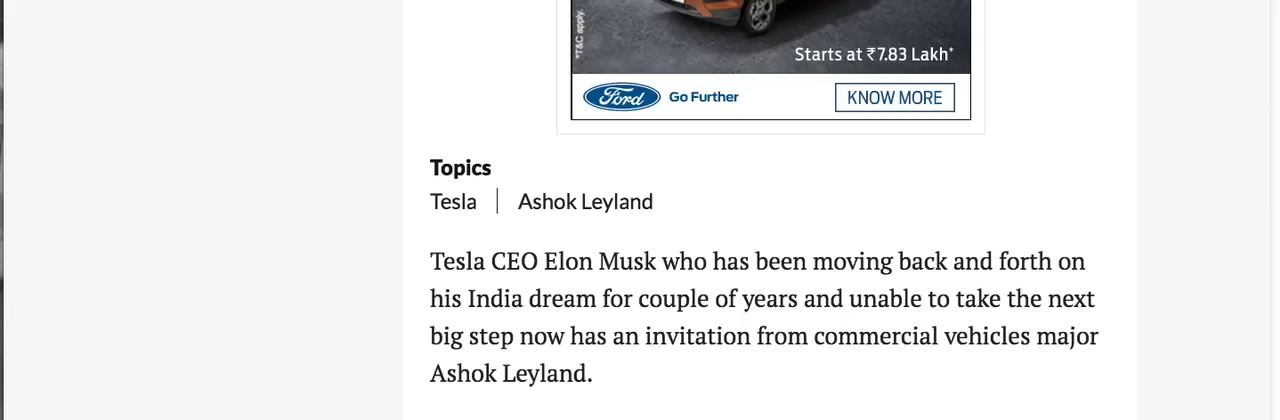 *T&C apply.
Starts at ₹7.83 Lakh*
Ford Go Further KNOW MORE
Topics
Tesla | Ashok Leyland
Tesla CEO Elon Musk who has been moving back and forth on
his India dream for couple of years and unable to take the next
big step now has an invitation from commercial vehicles major
Ashok Leyland.